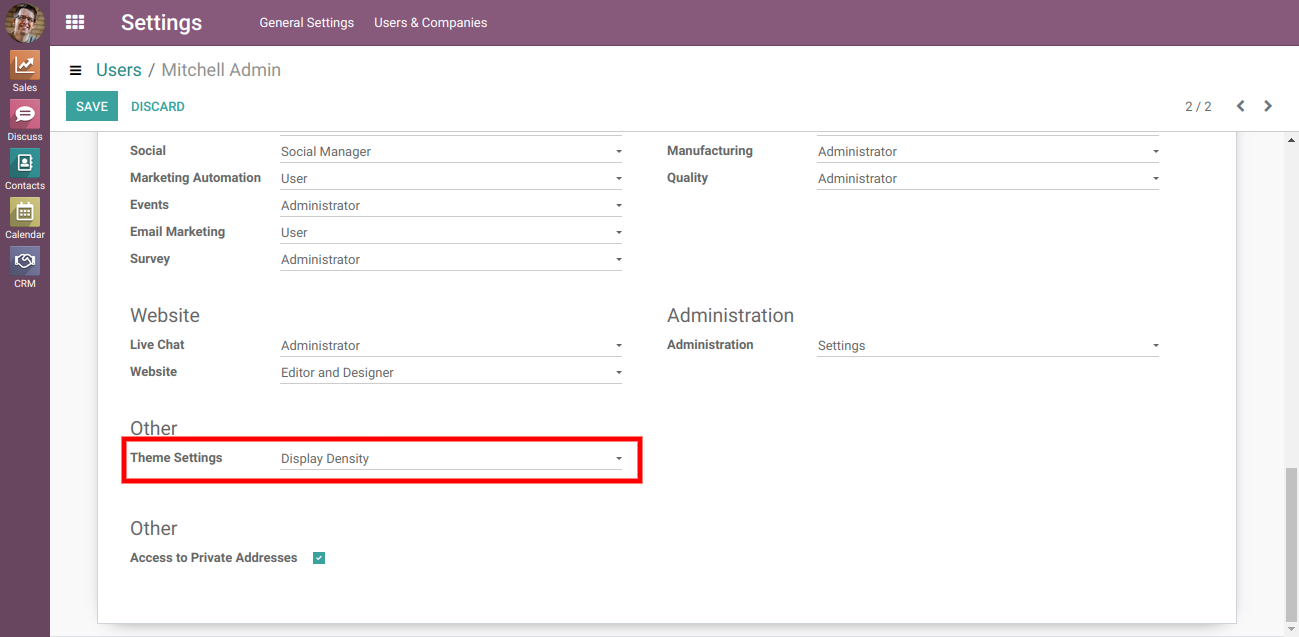 Settings
General Settings
Users & Companies
Sales
Discuss
Contacts
Calendar
CRM
Users / Mitchell Admin
SAVE
DISCARD
2 / 2
Social
Social Manager
Marketing Automation
User
Events
Administrator
Email Marketing
User
Survey
Administrator
Manufacturing
Administrator
Quality
Administrator
Website
Live Chat
Administrator
Website
Editor and Designer
Administration
Administration
Settings
Other
Theme Settings
Display Density
Other
Access to Private Addresses